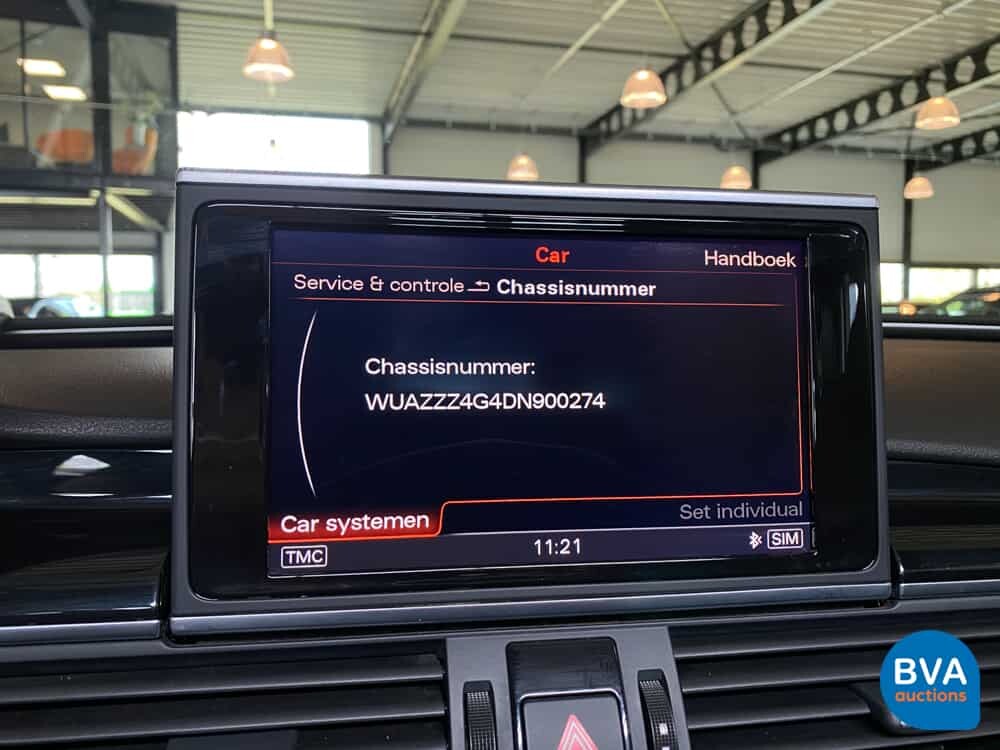 Car
Handboek
Service & controle Chassisnummer
Chassisnummer:
WUAZZZ4G4DN900274
Car systemen
Set individual
TMC
11:21
SIM
BVA
auctions